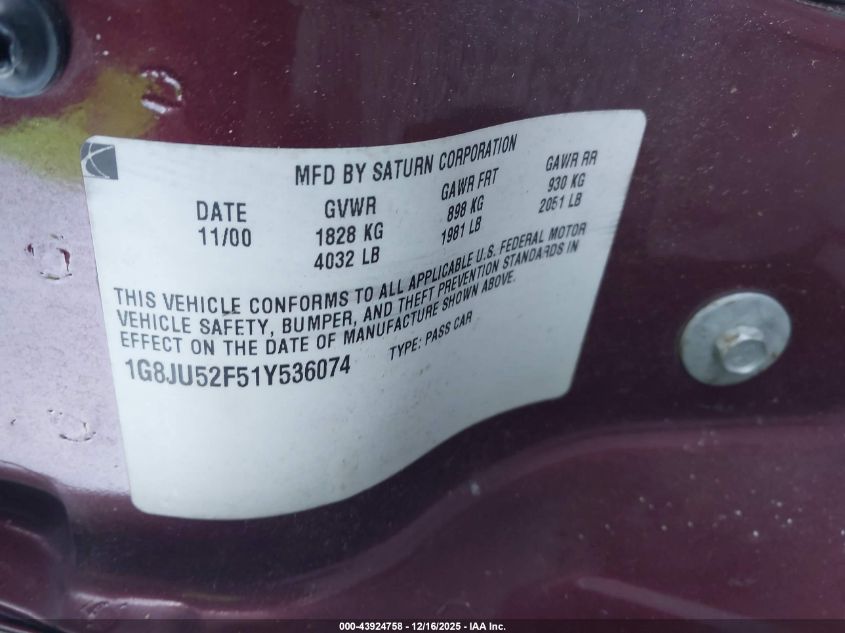 MFD BY SATURN CORPORATION
DATE GVWR GAWR FRT GAWR RR
11/00 1828 KG 898 KG 930 KG
4032 LB 1981 LB 2051 LB
THIS VEHICLE CONFORMS TO ALL APPLICABLE U.S. FEDERAL MOTOR
VEHICLE SAFETY, BUMPER, AND THEFT PREVENTION STANDARDS IN
EFFECT ON THE DATE OF MANUFACTURE SHOWN ABOVE.
1G8JU52F51Y536074 TYPE: PASS CAR
000-43924758 - 12/16/2025 - IAA Inc.